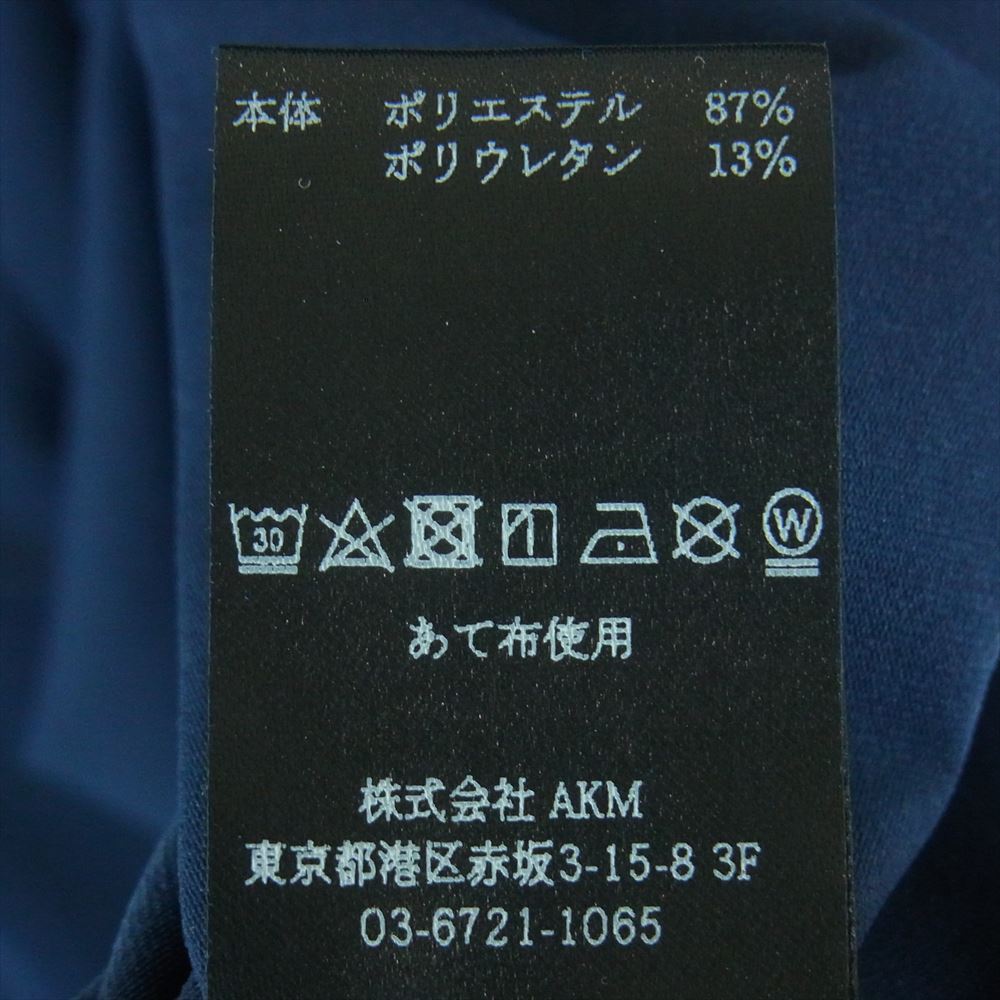 本体 ポリエステル 87%
ポリウレタン 13%
30 W
あて布使用
株式会社 AKM
東京都港区赤坂3-15-8 3F
03-6721-1065